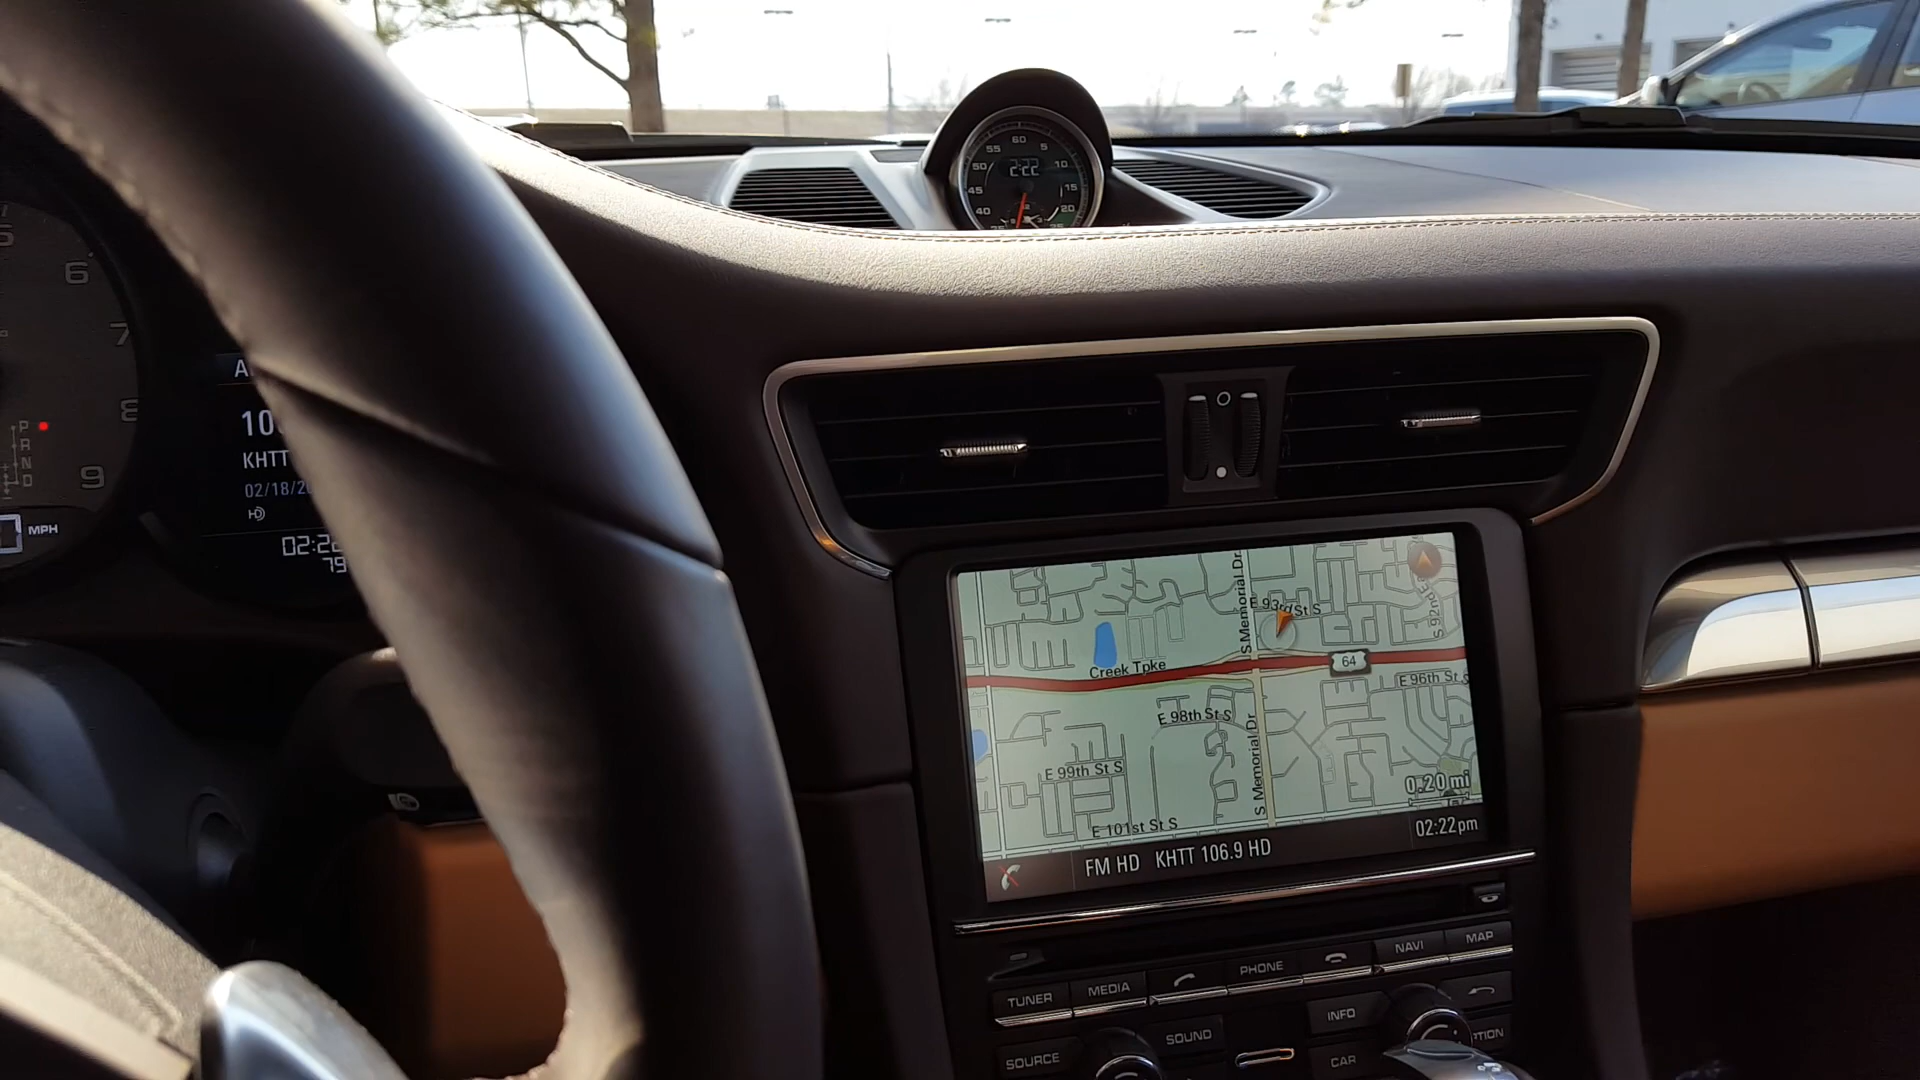 60
55 5
50 2:22 10
45 15
40 20
6
7
8
9
P
R
N
D
MPH
KHTT
02/18/20
S Memorial Dr
E 93rd St S
Creek Tpke
64
E 96th St S
E 98th St S
S Memorial Dr
E 99th St S
0.20 mi
E 101st St S
FM HD KHTT 106.9 HD
02:22pm
TUNER MEDIA PHONE NAVI MAP
SOURCE SOUND INFO
CAR